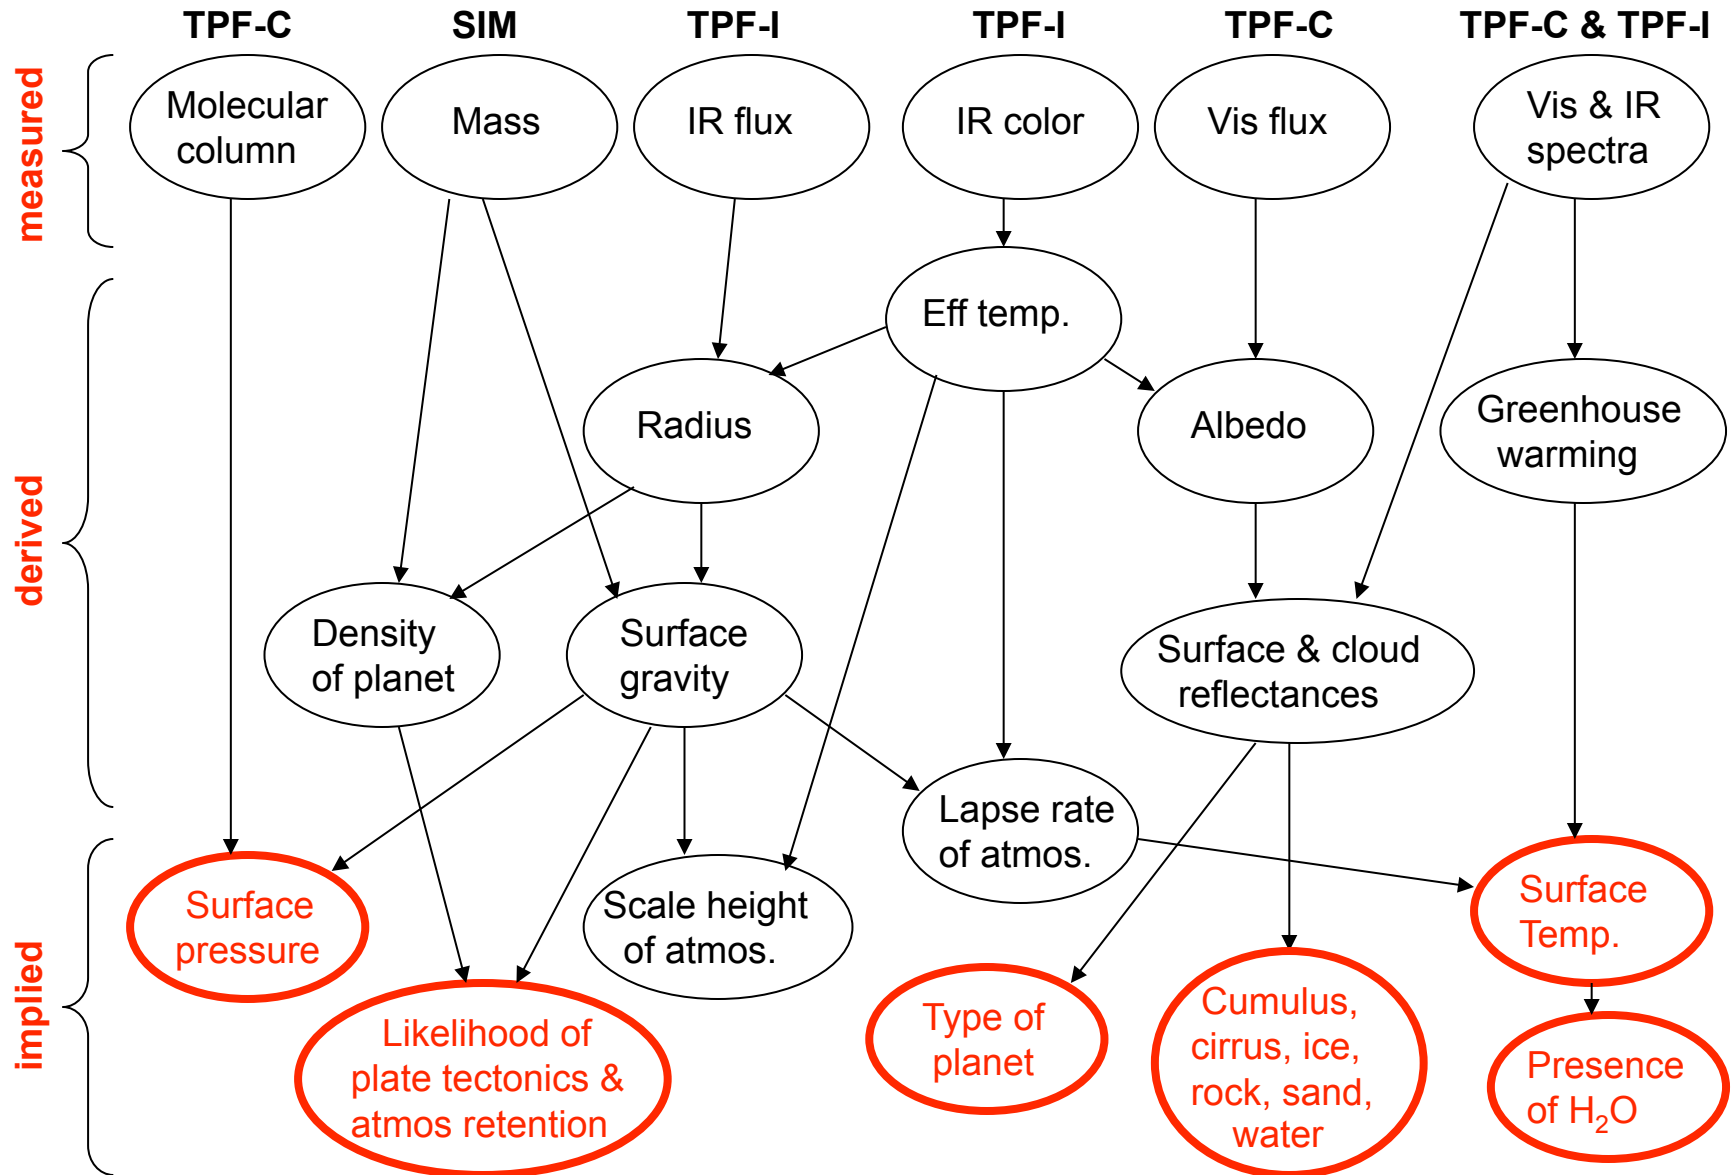 TPF-C
SIM
TPF-I
TPF-I
TPF-C
TPF-C & TPF-I
measured
Molecular
column
Mass
IR flux
IR color
Vis flux
Vis & IR
spectra
derived
Eff temp.
Radius
Albedo
Greenhouse
warming
Density
of planet
Surface
gravity
Surface & cloud
reflectances
Lapse rate
of atmos.
implied
Surface
pressure
Scale height
of atmos.
Surface
Temp.
Likelihood of
plate tectonics &
atmos retention
Type of
planet
Cumulus,
cirrus, ice,
rock, sand,
water
Presence
of H₂O